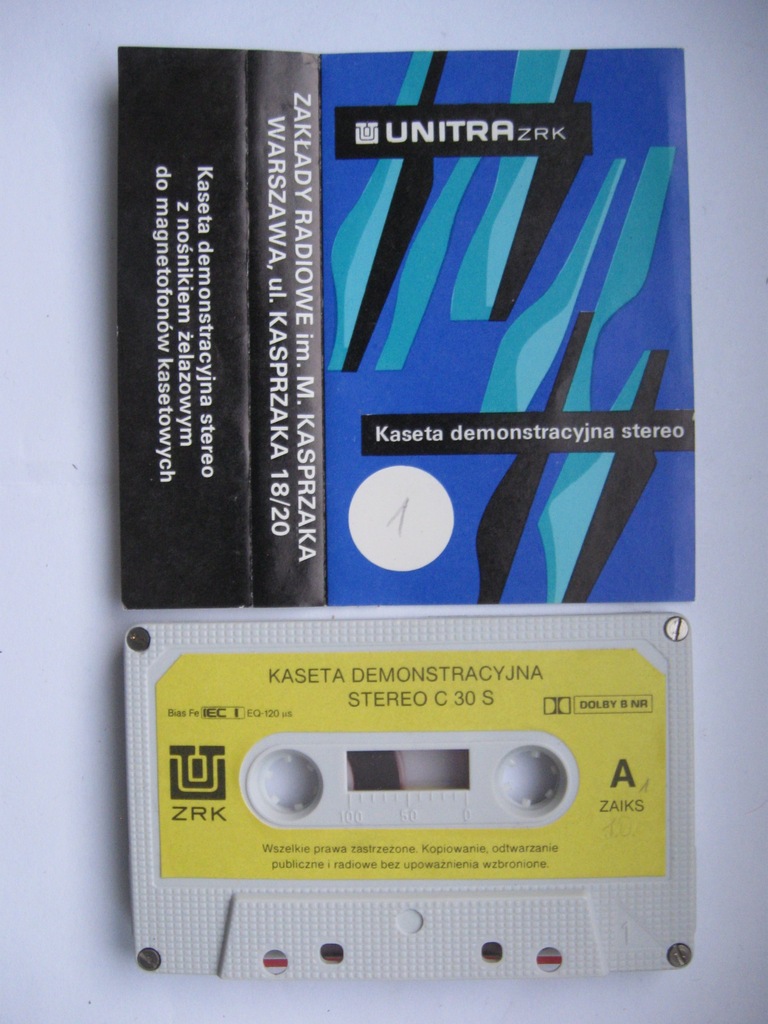 UNITRA ZRK
Kaseta demonstracyjna stereo
1
ZAKŁADY RADIOWE im. M. KASPRZAKA
WARSZAWA, ul. KASPRZAKA 18/20
Kaseta demonstracyjna stereo
z nośnikiem żelazowym
do magnetofonów kasetowych
KASETA DEMONSTRACYJNA
STEREO C 30 S
Bias Fe IEC I EQ-120 µs
DOLBY B NR
ZRK
100 50 0
A
1
ZAIKS
Wszelkie prawa zastrzeżone. Kopiowanie, odtwarzanie
publiczne i radiowe bez upoważnienia wzbronione.
1